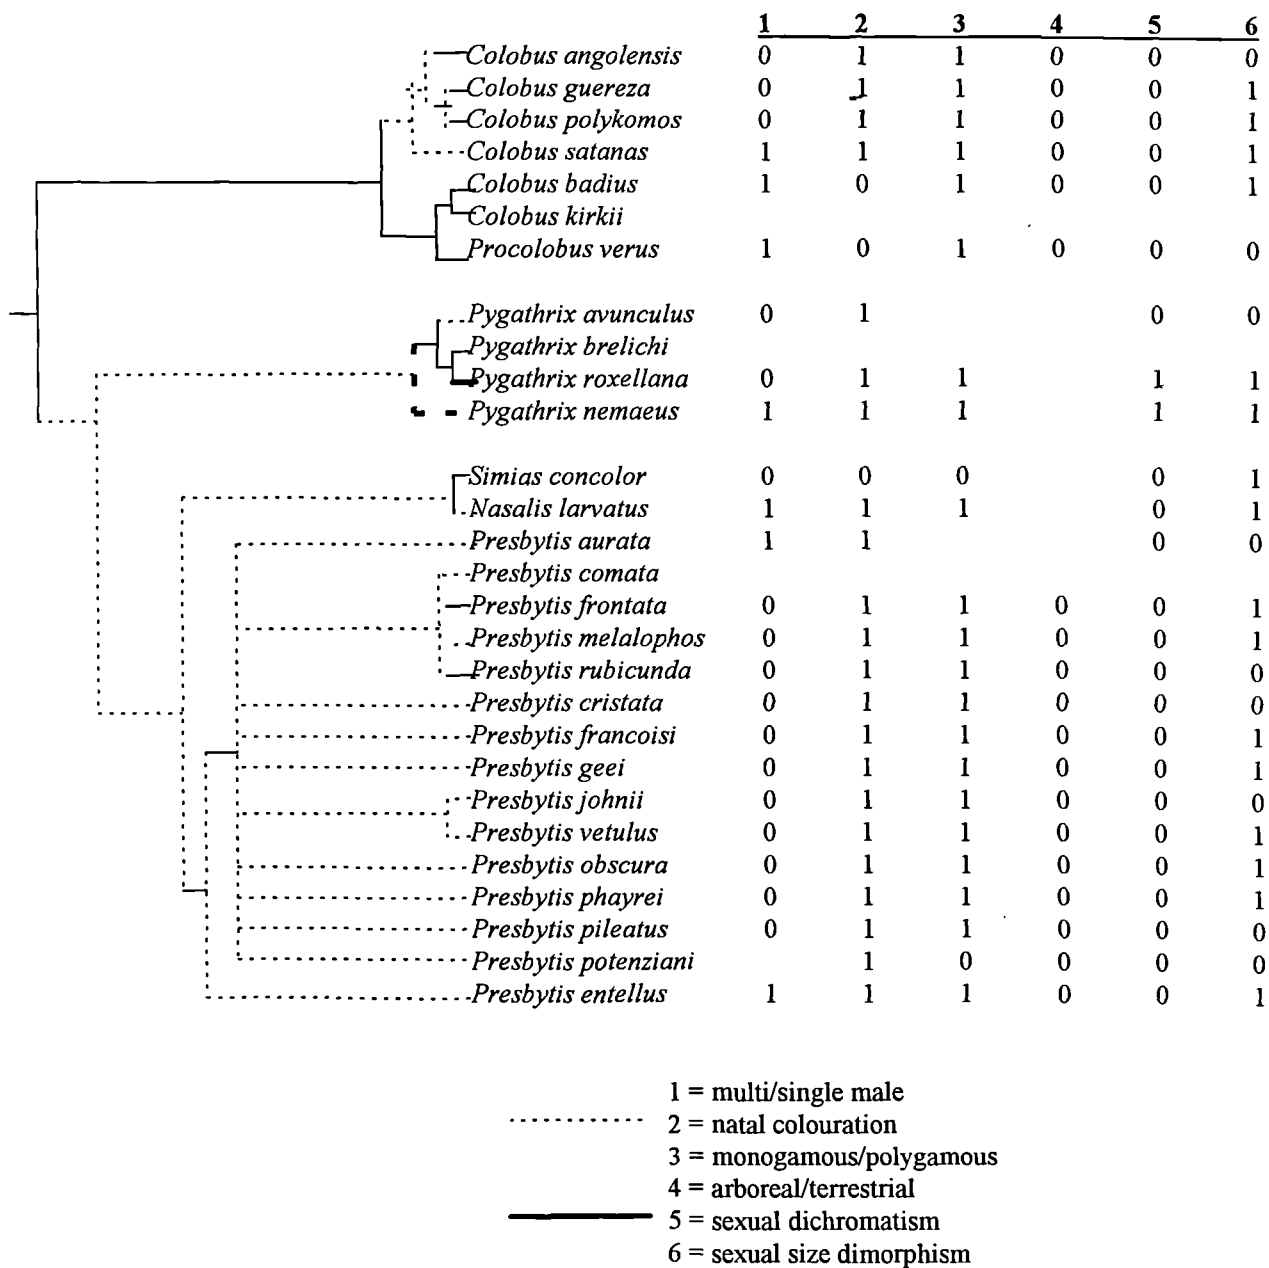 1 2 3 4 5 6
Colobus angolensis 0 1 1 0 0 0
Colobus guereza 0 1 1 0 0 1
Colobus polykomos 0 1 1 0 0 1
Colobus satanas 1 1 1 0 0 1
Colobus badius 1 0 1 0 0 1
Colobus kirkii
Procolobus verus 1 0 1 0 0 0
Pygathrix avunculus 0 1 0 0
Pygathrix brelichi
Pygathrix roxellana 0 1 1 1 1
Pygathrix nemaeus 1 1 1 1 1
Simias concolor 0 0 0 0 1
Nasalis larvatus 1 1 1 0 1
Presbytis aurata 1 1 0 0
Presbytis comata
Presbytis frontata 0 1 1 0 0 1
Presbytis melalophos 0 1 1 0 0 1
Presbytis rubicunda 0 1 1 0 0 0
Presbytis cristata 0 1 1 0 0 0
Presbytis francoisi 0 1 1 0 0 1
Presbytis geei 0 1 1 0 0 1
Presbytis johnii 0 1 1 0 0 0
Presbytis vetulus 0 1 1 0 0 1
Presbytis obscura 0 1 1 0 0 1
Presbytis phayrei 0 1 1 0 0 1
Presbytis pileatus 0 1 1 0 0 0
Presbytis potenziani 1 0 0 0 0
Presbytis entellus 1 1 1 0 0 1
1 = multi/single male
2 = natal colouration
3 = monogamous/polygamous
4 = arboreal/terrestrial
5 = sexual dichromatism
6 = sexual size dimorphism